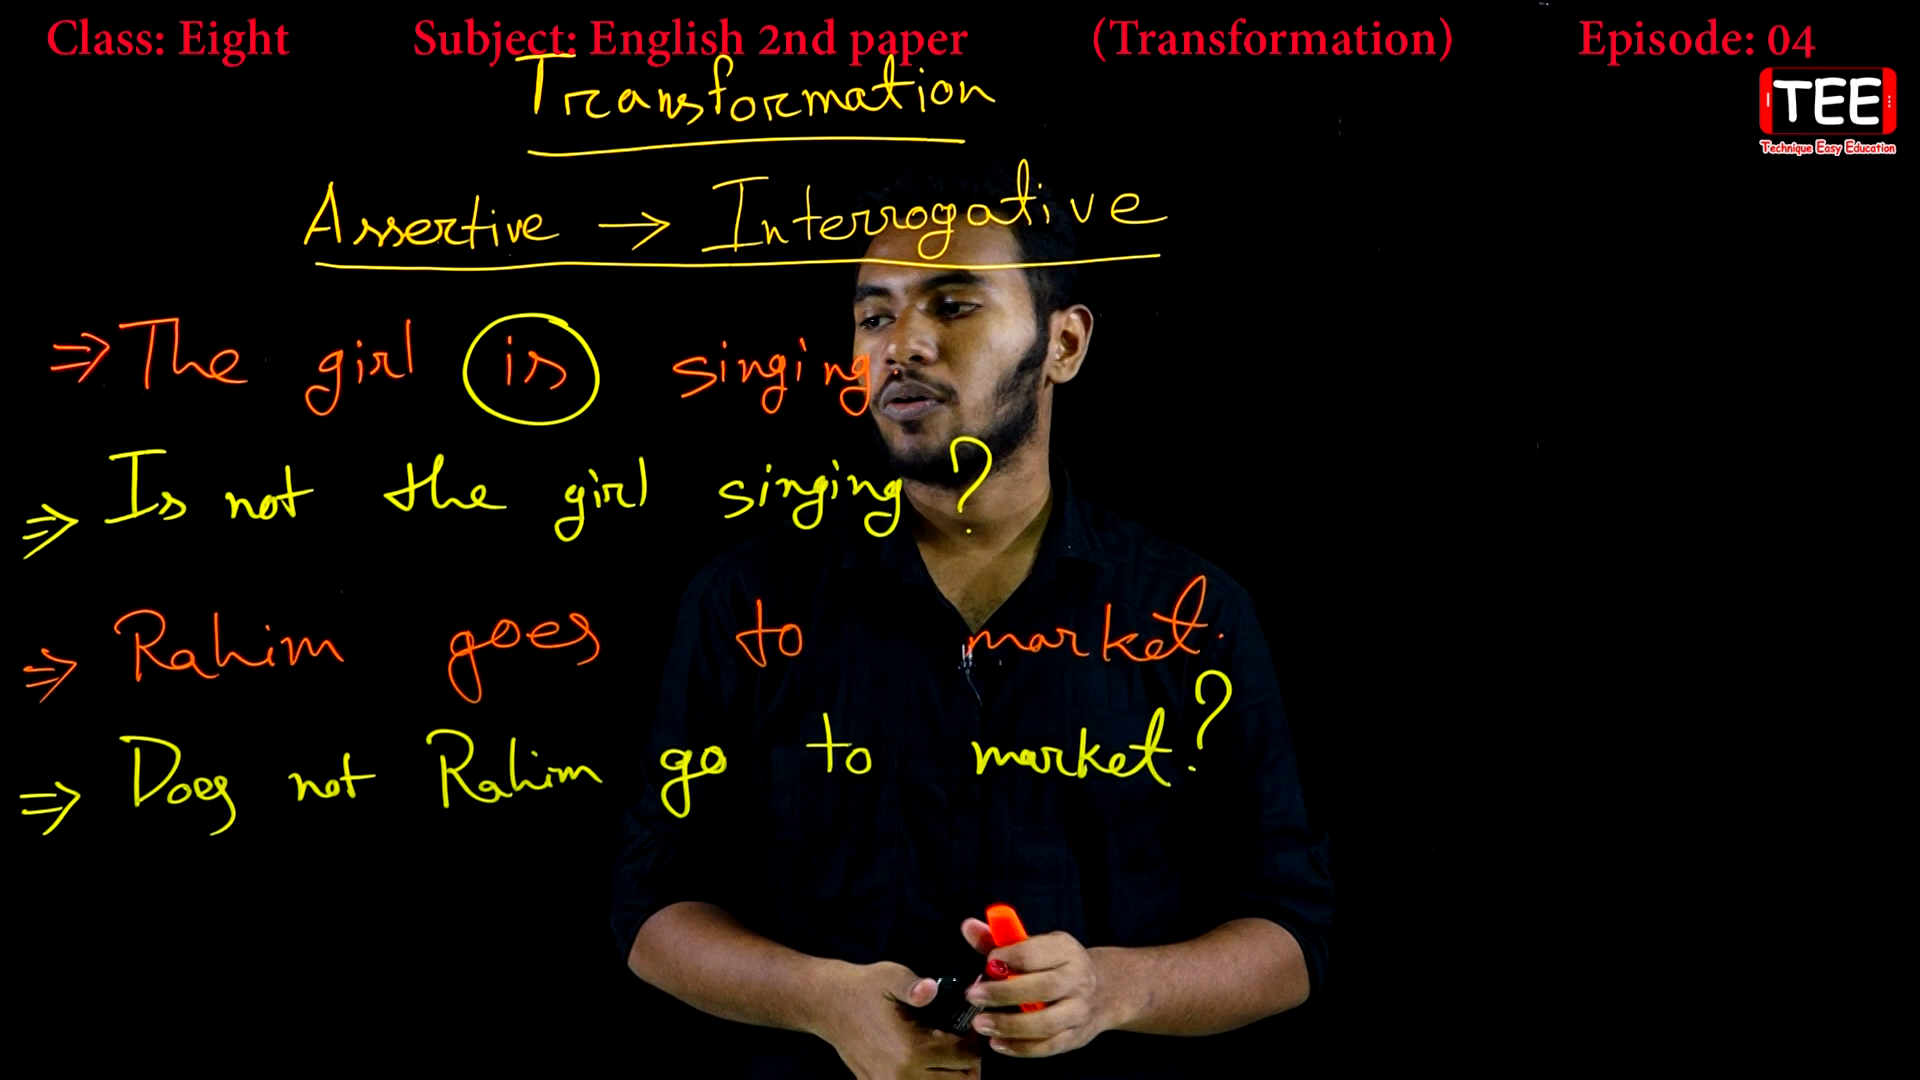 Class: Eight Subject: English 2nd paper (Transformation) Episode: 04
TEE
Technique Easy Education
Transformation
Assertive → Interrogative
⇒ The girl is singing.
⇒ Is not the girl singing?
⇒ Rahim goes to market.
⇒ Does not Rahim go to market?